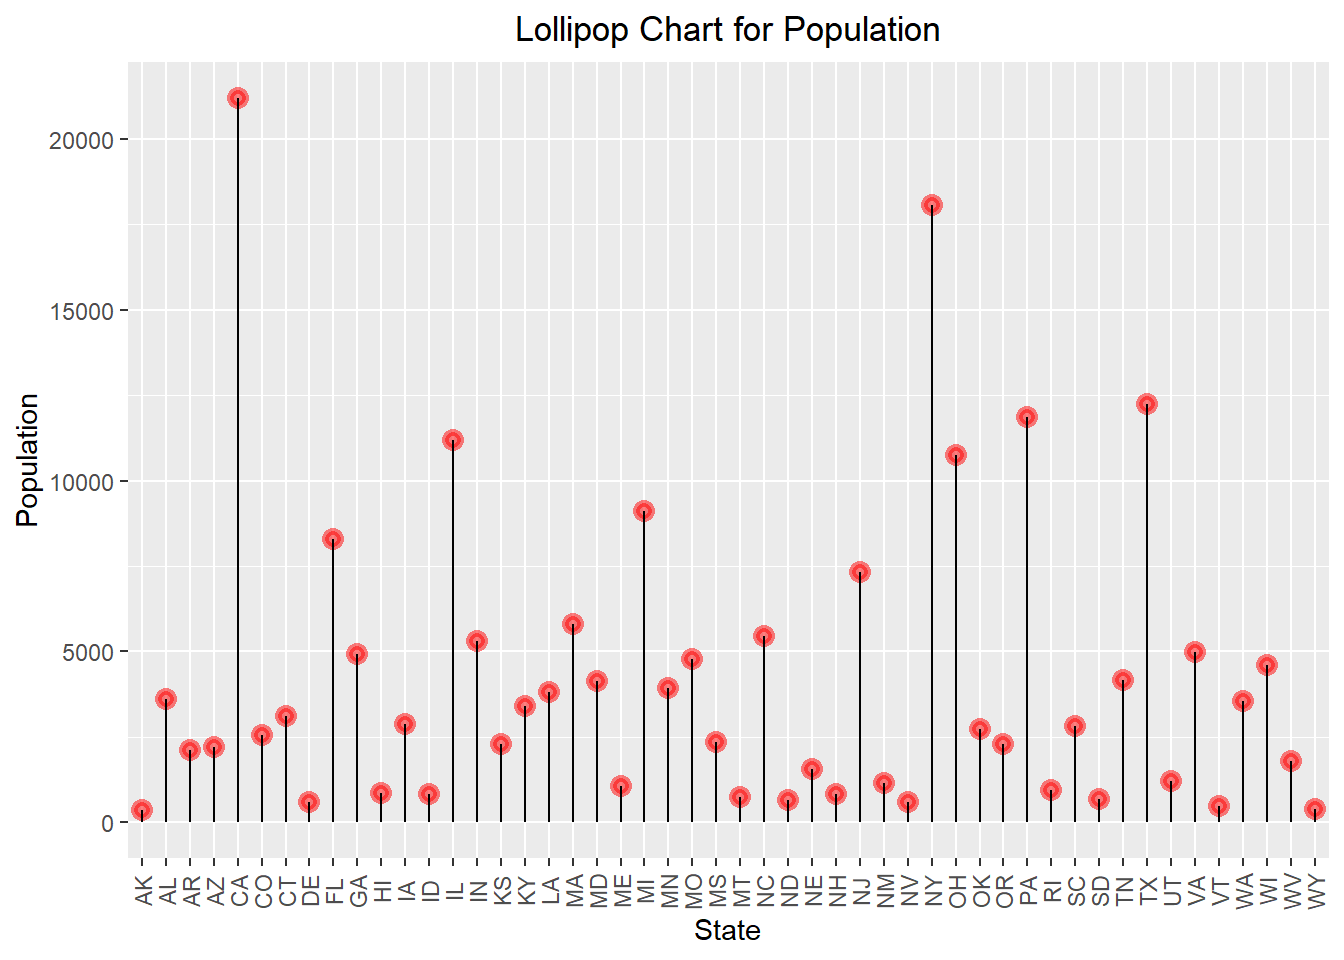 Lollipop Chart for Population
Population
20000
15000
10000
5000
0
AK AL AR AZ CA CO CT DE FL GA HI IA ID IL IN KS KY LA MA MD ME MI MN MO MS MT NC ND NE NH NJ NM NV NY OH OK OR PA RI SC SD TN TX UT VA VT WA WI WV WY
State